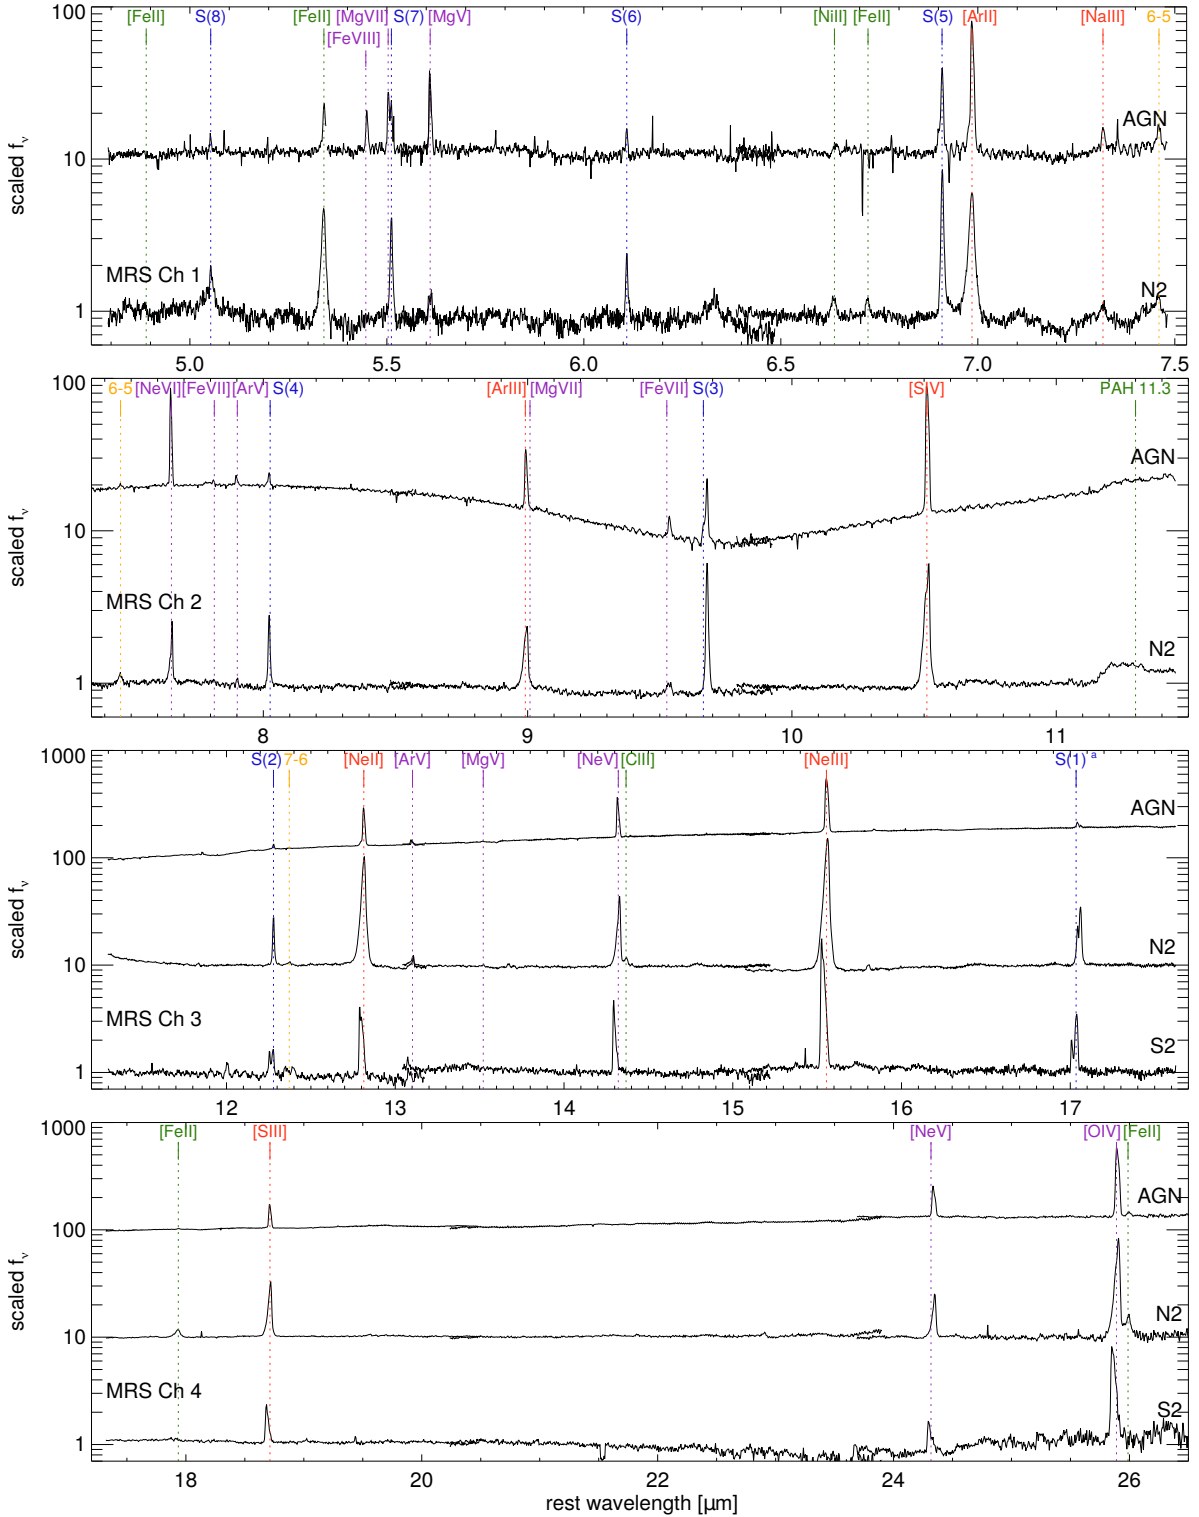 [FeII] S(8) [FeII] [MgVII] S(7) [MgV] S(6) [NiII] [FeII] S(5) [ArII] [NaIII] 6-5
[FeVIII]
100
AGN
10
scaled fν
MRS Ch 1
N2
1
5.0 5.5 6.0 6.5 7.0 7.5
100
6-5 [NeVI] [FeVII] [ArV] S(4) [ArIII] [MgVII] [FeVII] S(3) [SIV] PAH 11.3
AGN
10
scaled fν
MRS Ch 2
N2
1
8 9 10 11
1000
S(2) 7-6 [NeII] [ArV] [MgV] [NeV] [ClII] [NeIII] S(1) a
AGN
100
scaled fν
N2
10
MRS Ch 3
S2
1
12 13 14 15 16 17
1000
[FeII] [SIII] [NeV] [OIV] [FeII]
AGN
100
scaled fν
N2
10
MRS Ch 4
S2
1
18 20 22 24 26
rest wavelength [µm]